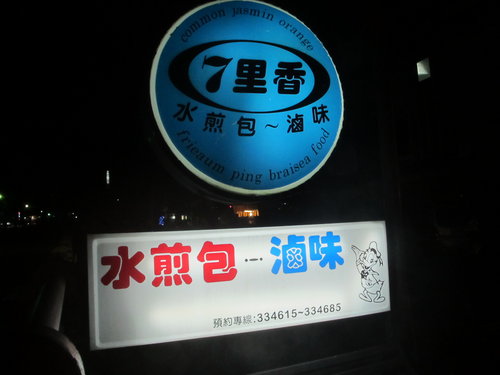 common jasmin orange
7里香
水煎包~滷味
frieaum ping braisea food
水煎包--滷味
預約專線:334615~334685